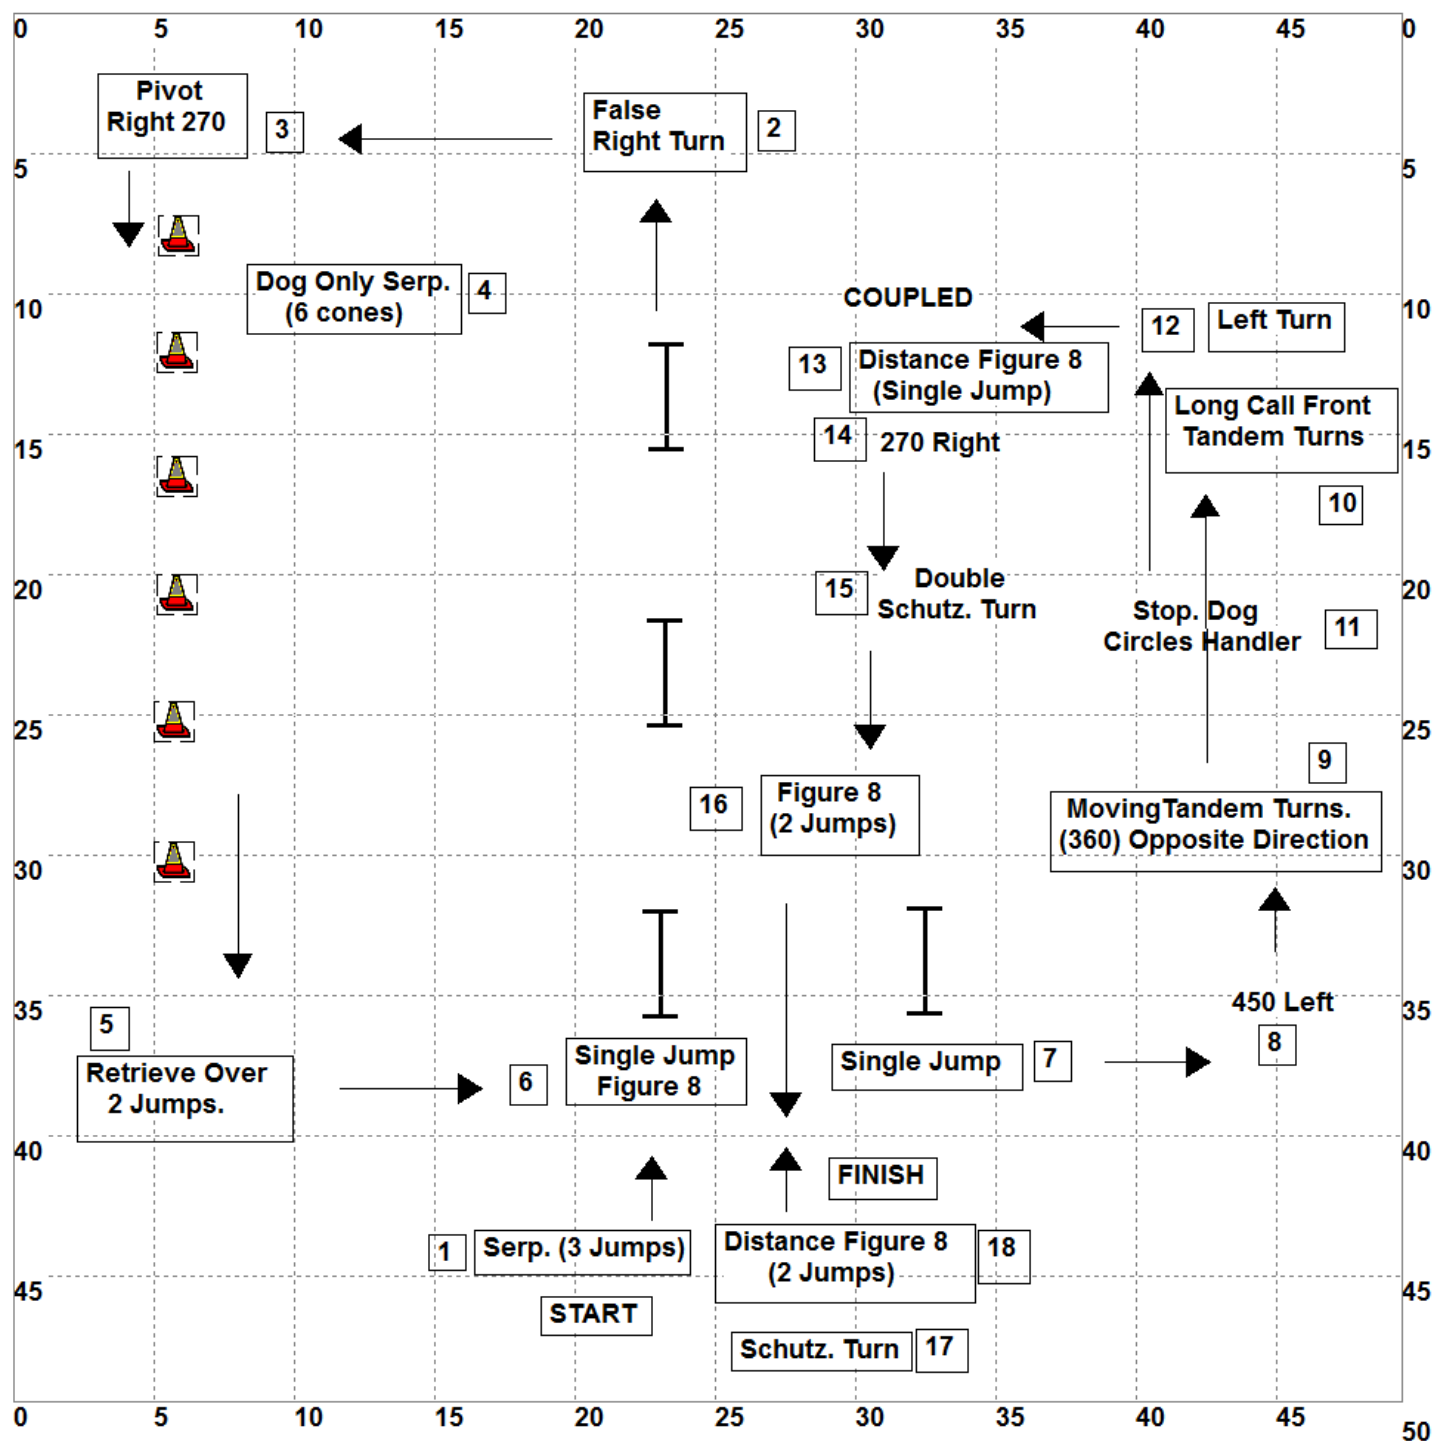 0 5 10 15 20 25 30 35 40 45 0
Pivot
Right 270
3
False
Right Turn
2
5 5
Dog Only Serp.
(6 cones)
4
COUPLED
10 10
12
Left Turn
13
Distance Figure 8
(Single Jump)
Long Call Front
Tandem Turns
14
270 Right
15 15
10
Double
Schutz. Turn
15
20 20
Stop. Dog
Circles Handler
11
25 25
9
16
Figure 8
(2 Jumps)
MovingTandem Turns.
(360) Opposite Direction
30 30
450 Left
35 35
5
8
Retrieve Over
2 Jumps.
6
Single Jump
Figure 8
Single Jump
7
40 40
FINISH
1
Serp. (3 Jumps)
Distance Figure 8
(2 Jumps)
18
45 45
START
Schutz. Turn
17
0 5 10 15 20 25 30 35 40 45 50